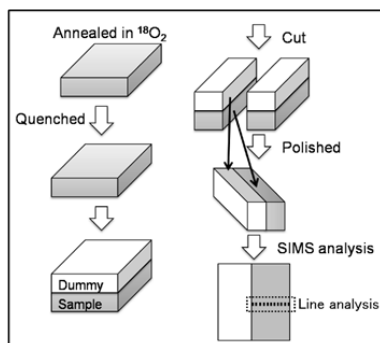 Annealed in ¹⁸O₂
Quenched
Dummy
Sample
Cut
Polished
SIMS analysis
Line analysis